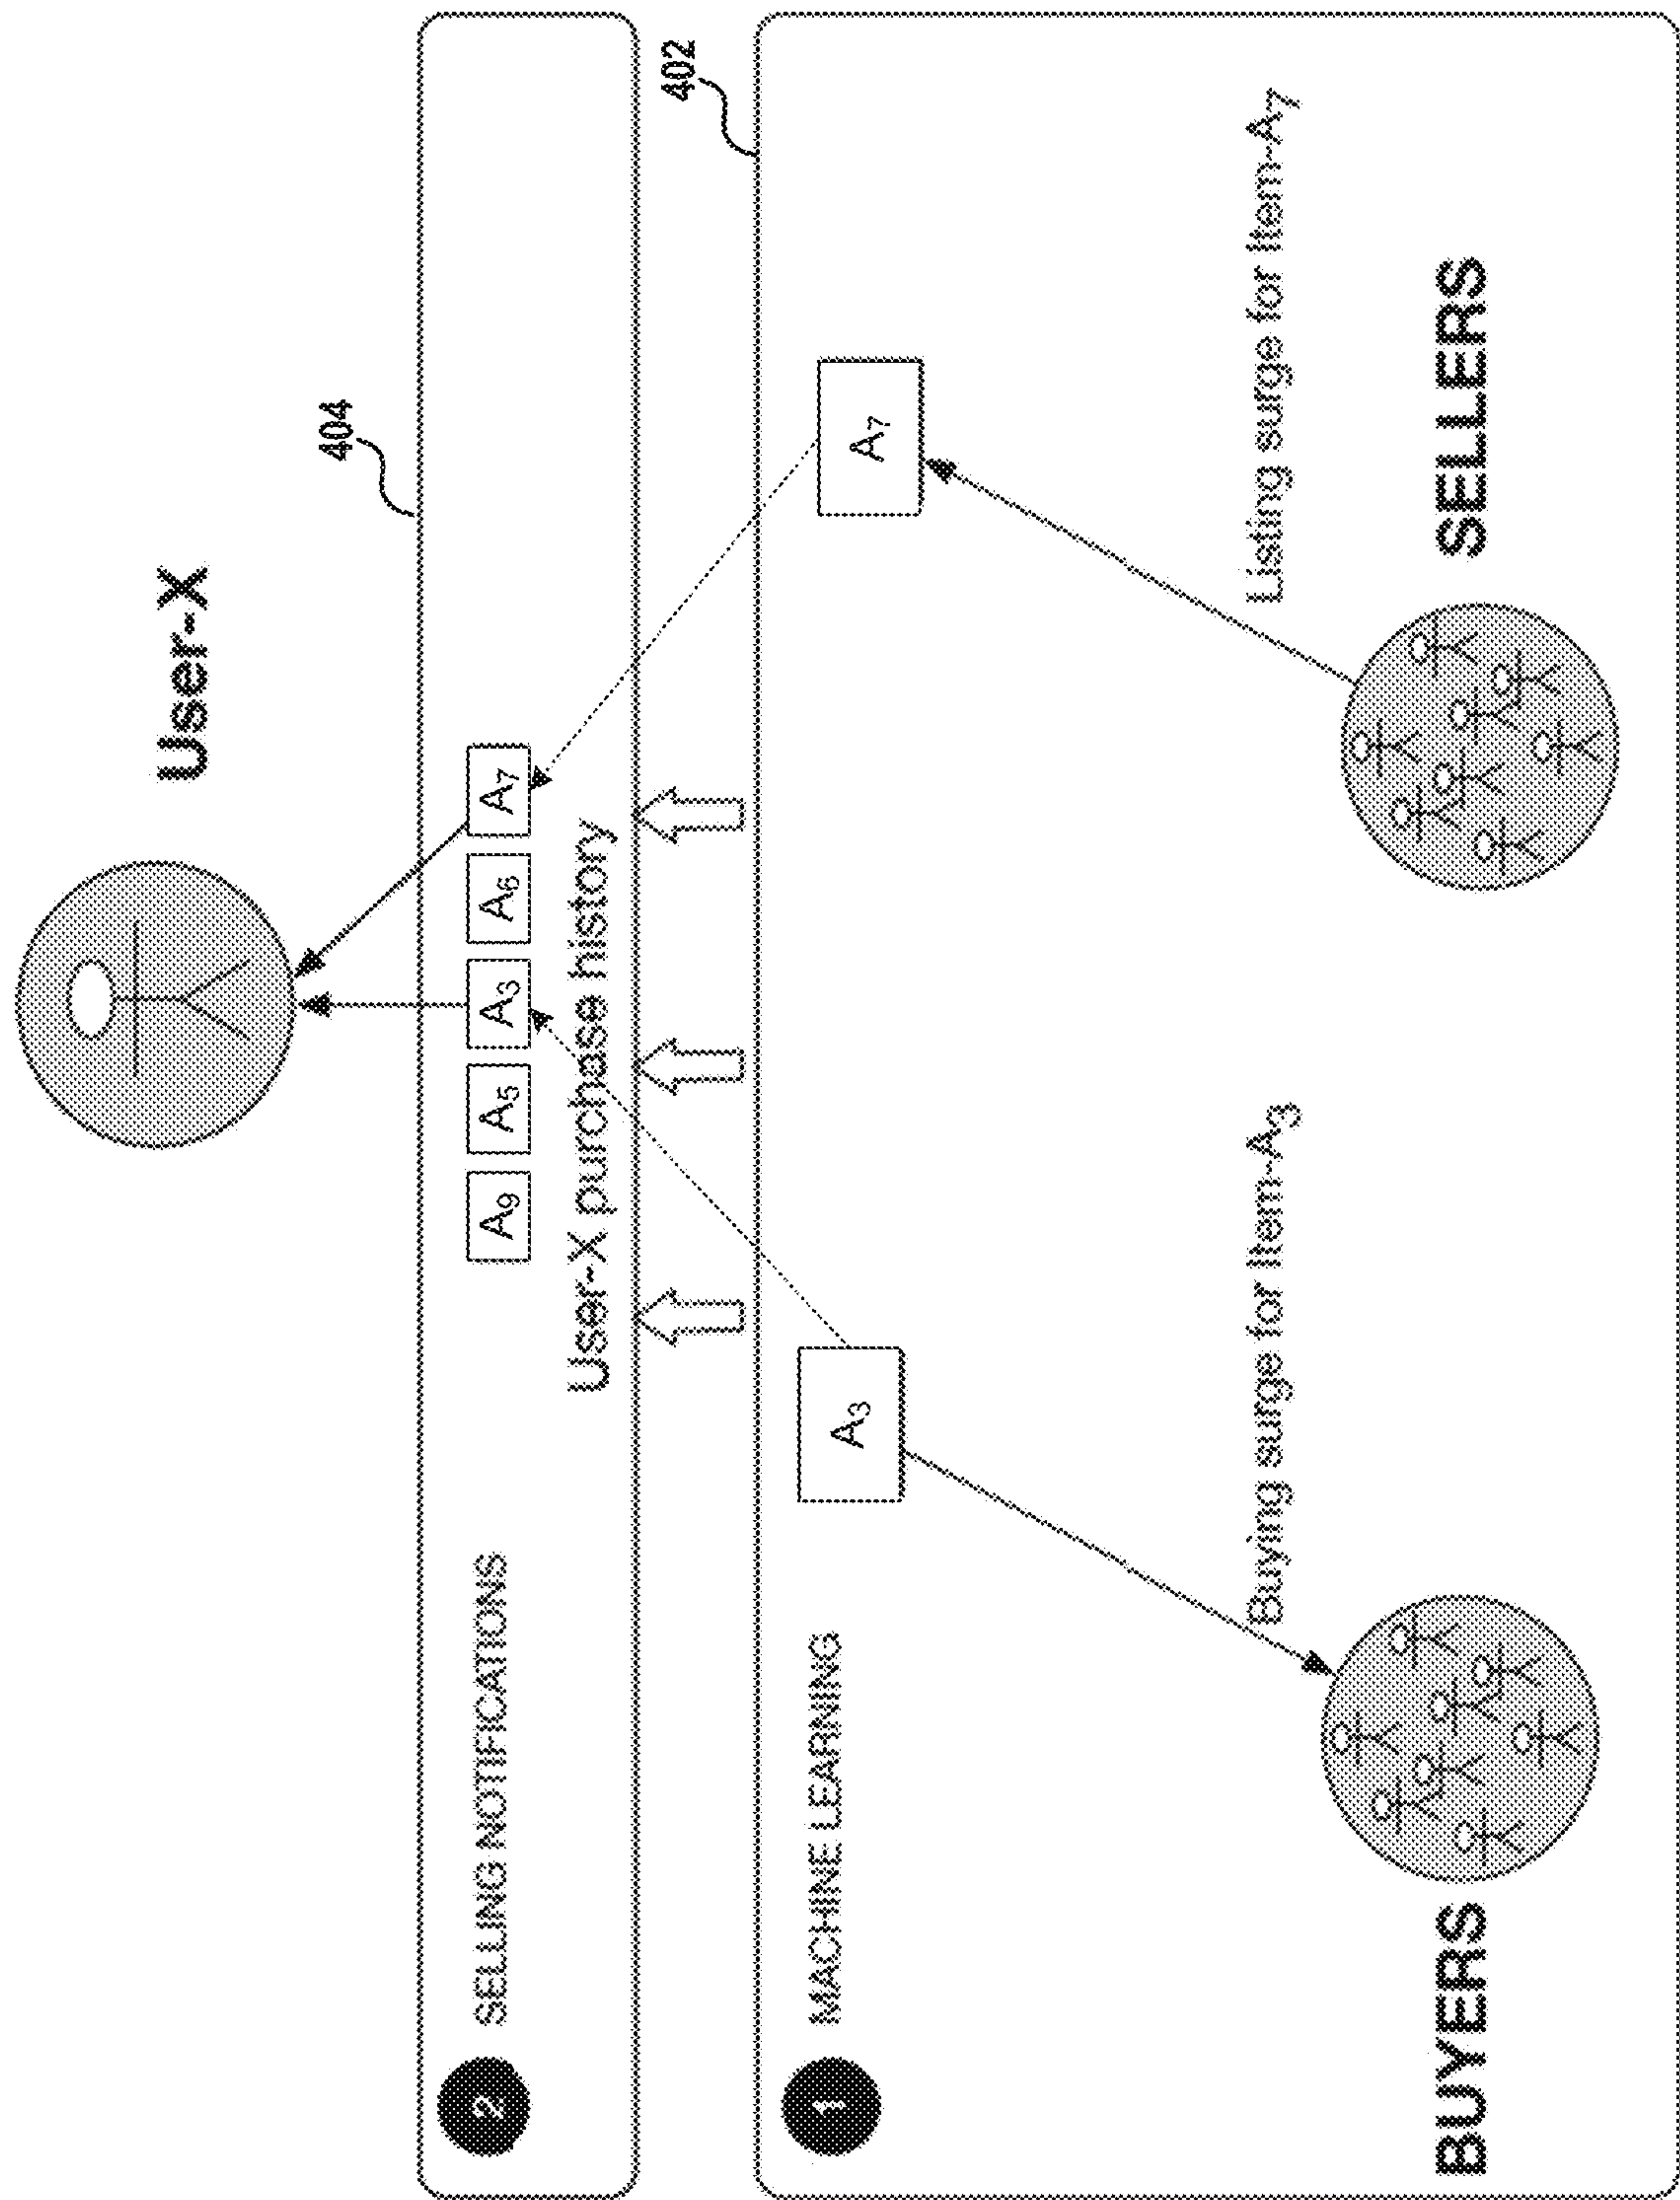 User-X
404
2 SELLING NOTIFICATIONS
A9 A5 A3 A6 A7
User-X purchase history
402
1 MACHINE LEARNING
A3
A7
Buying surge for Item-A3
Listing surge for Item-A7
BUYERS
SELLERS